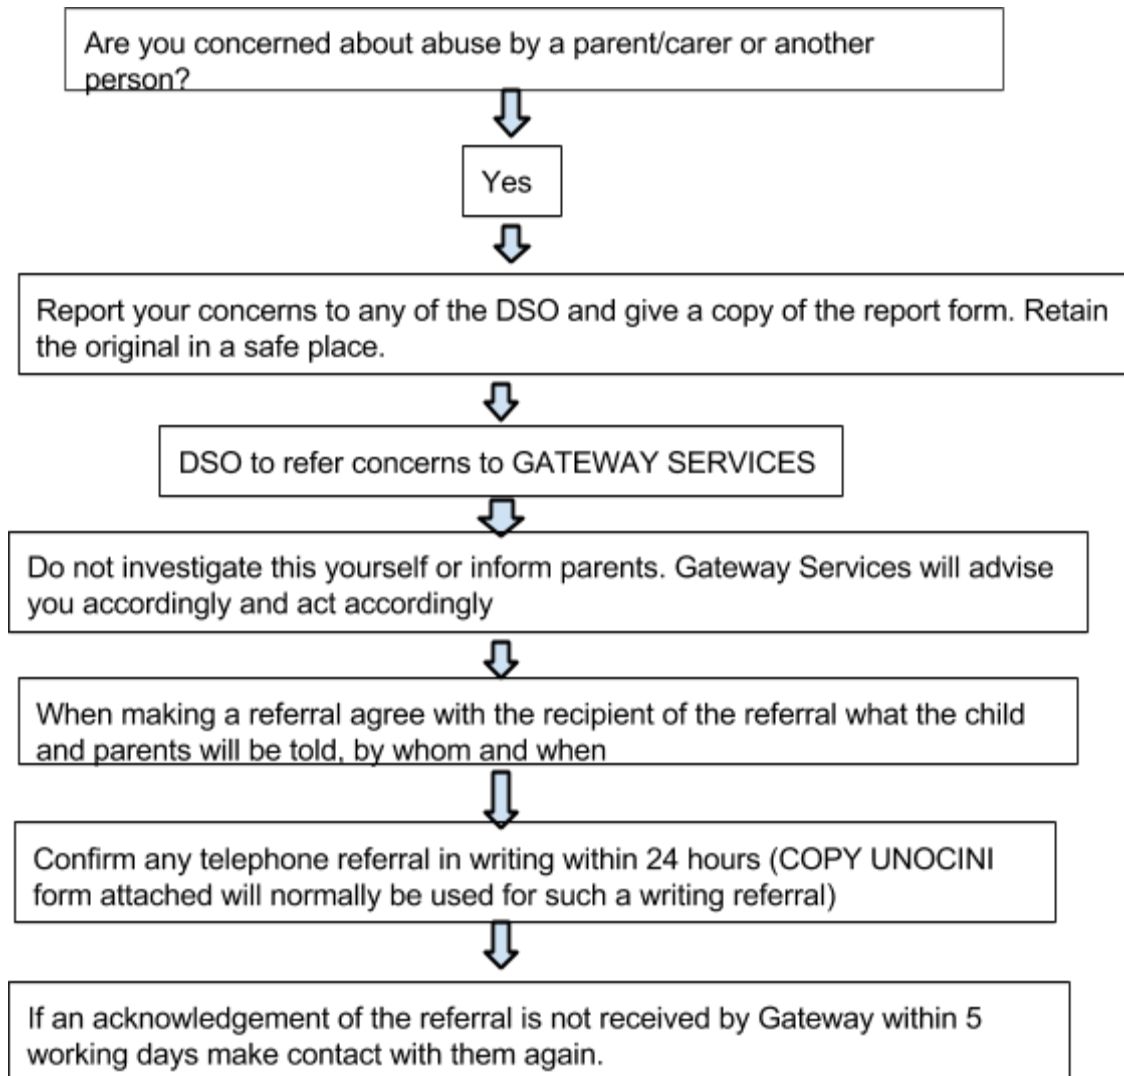 Are you concerned about abuse by a parent/carer or another
person?
Yes
Report your concerns to any of the DSO and give a copy of the report form. Retain
the original in a safe place.
DSO to refer concerns to GATEWAY SERVICES
Do not investigate this yourself or inform parents. Gateway Services will advise
you accordingly and act accordingly
When making a referral agree with the recipient of the referral what the child
and parents will be told, by whom and when
Confirm any telephone referral in writing within 24 hours (COPY UNOCINI
form attached will normally be used for such a writing referral)
If an acknowledgement of the referral is not received by Gateway within 5
working days make contact with them again.